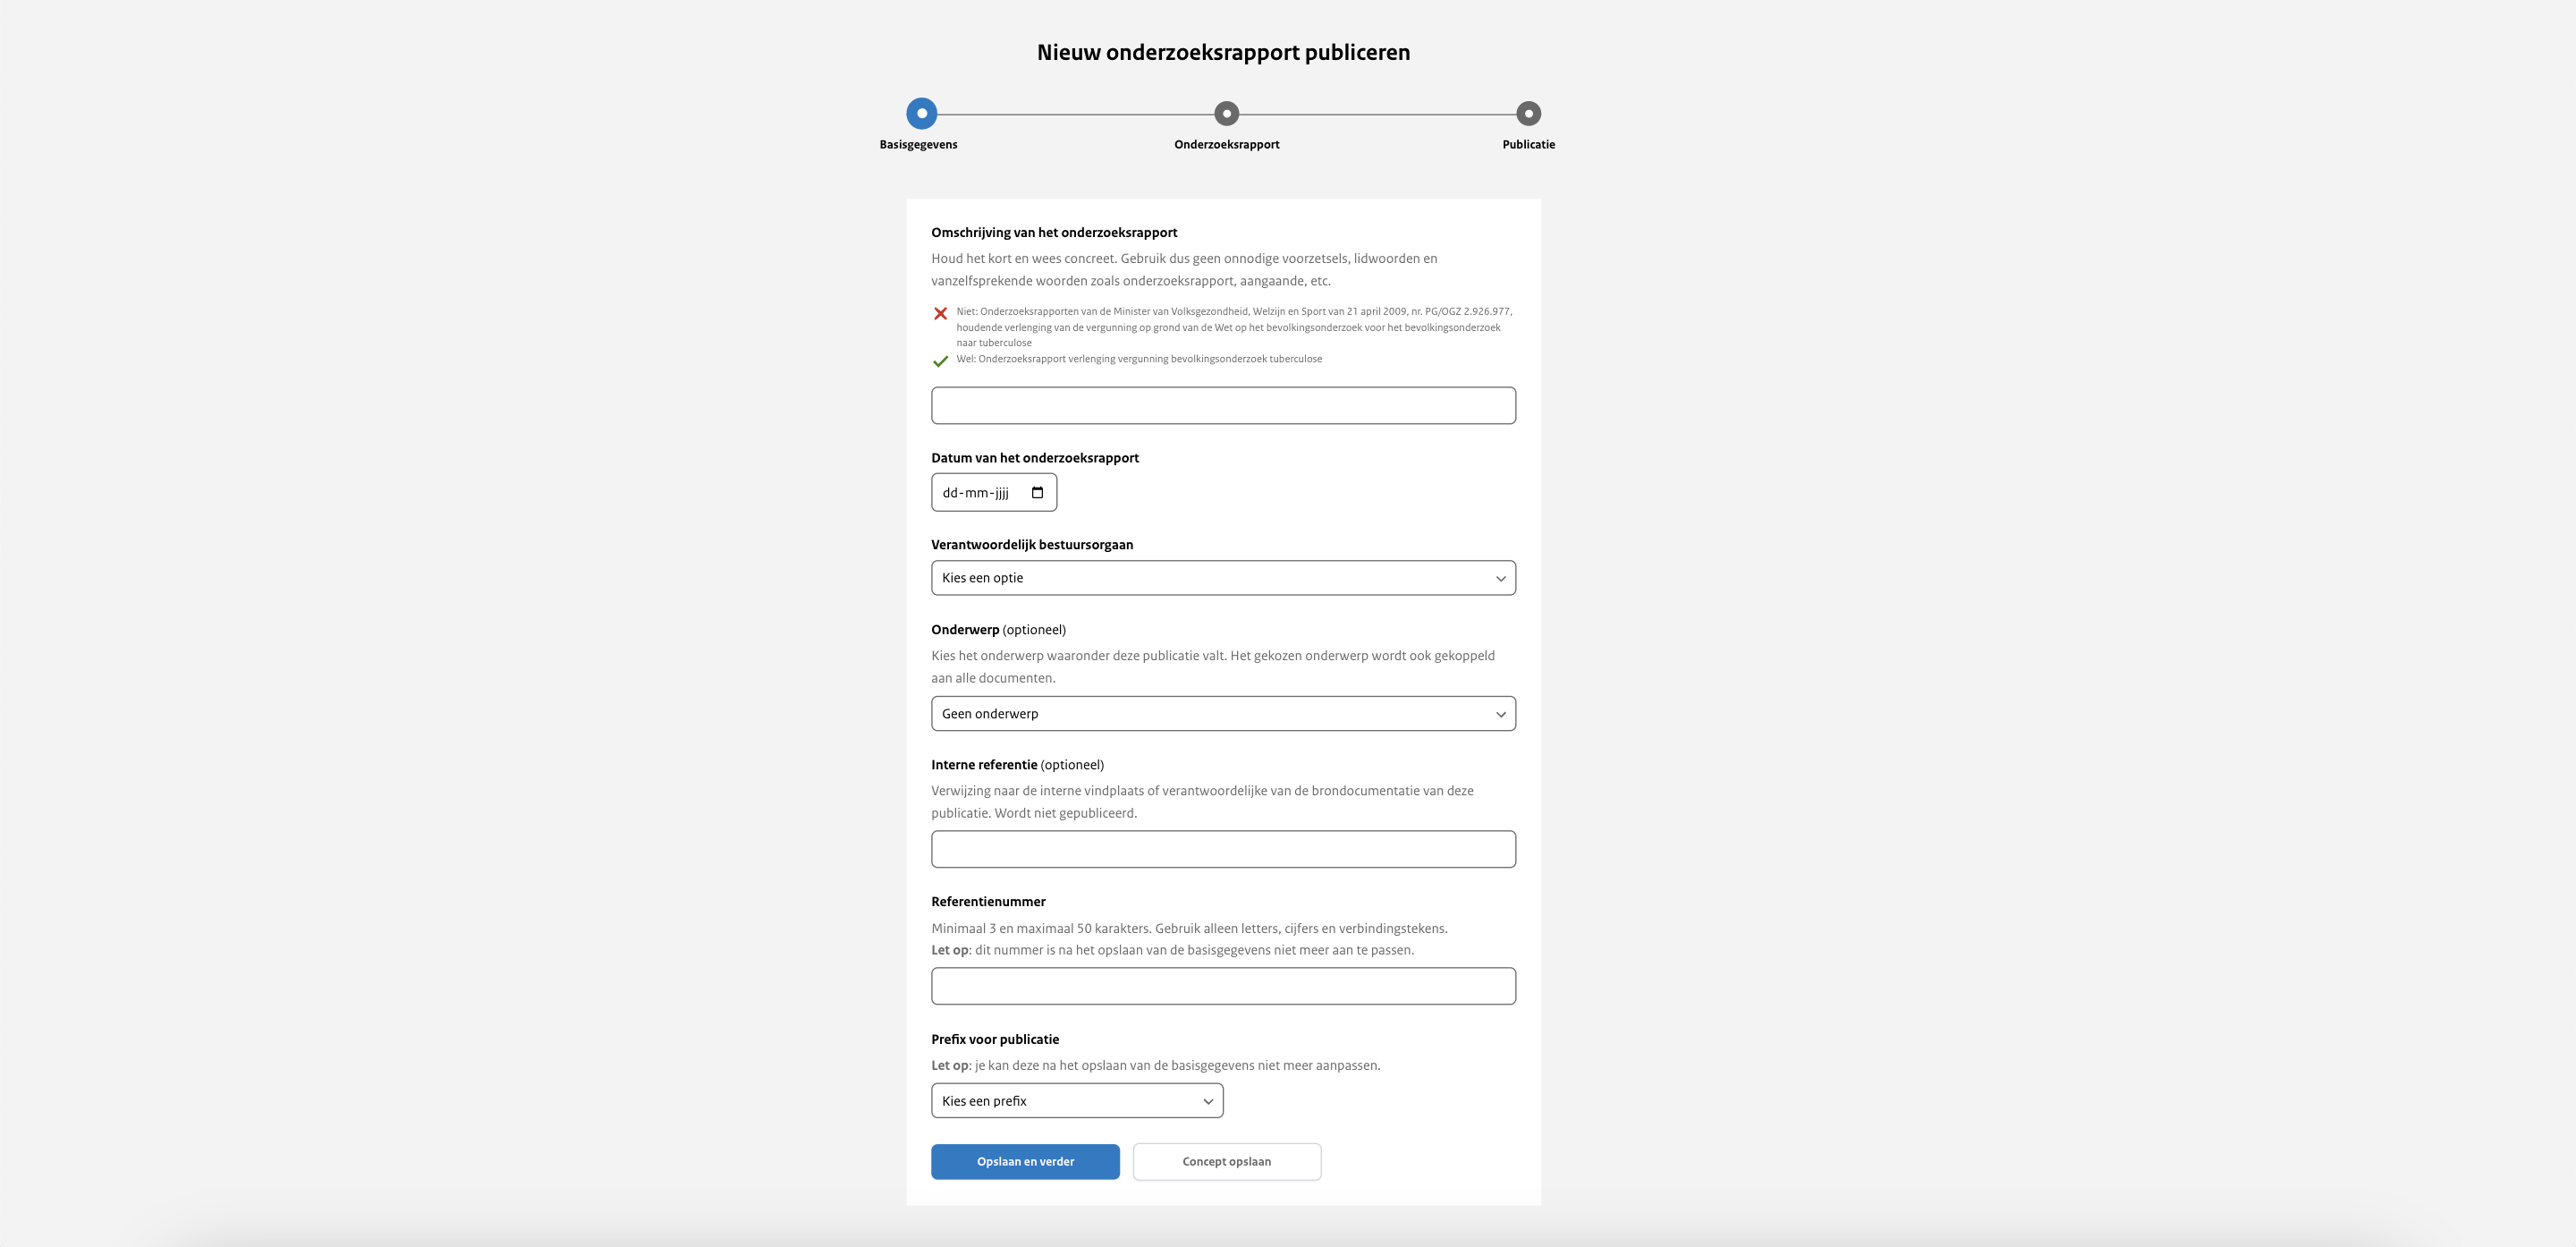 Nieuw onderzoeksrapport publiceren
Basisgegevens
Onderzoeksrapport
Publicatie
Omschrijving van het onderzoeksrapport
Houd het kort en wees concreet. Gebruik dus geen onnodige voorzetsels, lidwoorden en
vanzelfsprekende woorden zoals onderzoeksrapport, aangaande, etc.
Niet: Onderzoeksrapporten van de Minister van Volksgezondheid, Welzijn en Sport van 21 april 2009, nr. PG/OGZ 2.926.977,
houdende verlenging van de vergunning op grond van de Wet op het bevolkingsonderzoek voor het bevolkingsonderzoek
naar tuberculose
Wel: Onderzoeksrapport verlenging vergunning bevolkingsonderzoek tuberculose
Datum van het onderzoeksrapport
dd-mm-jjjj
Verantwoordelijk bestuursorgaan
Kies een optie
Onderwerp (optioneel)
Kies het onderwerp waaronder deze publicatie valt. Het gekozen onderwerp wordt ook gekoppeld
aan alle documenten.
Geen onderwerp
Interne referentie (optioneel)
Verwijzing naar de interne vindplaats of verantwoordelijke van de brondocumentatie van deze
publicatie. Wordt niet gepubliceerd.
Referentienummer
Minimaal 3 en maximaal 50 karakters. Gebruik alleen letters, cijfers en verbindingstekens.
Let op: dit nummer is na het opslaan van de basisgegevens niet meer aan te passen.
Prefix voor publicatie
Let op: je kan deze na het opslaan van de basisgegevens niet meer aanpassen.
Kies een prefix
Opslaan en verder
Concept opslaan